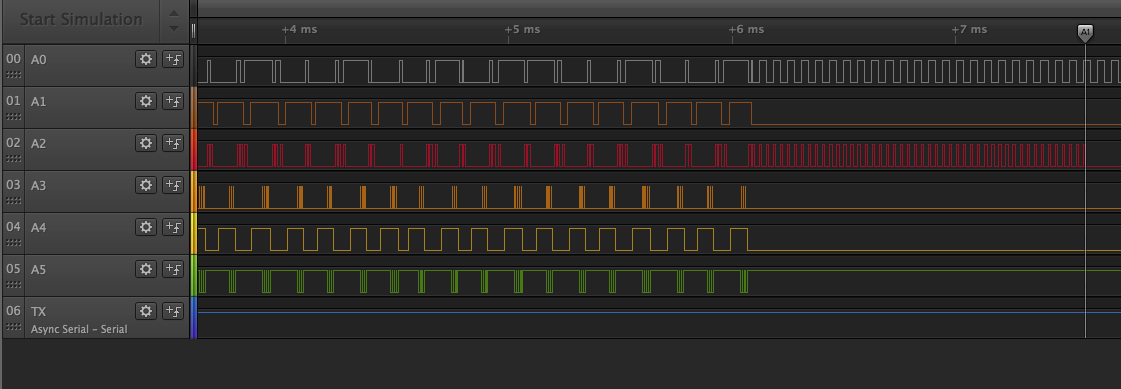 Start Simulation
+4 ms
+5 ms
+6 ms
+7 ms
A1
00 A0
01 A1
02 A2
03 A3
04 A4
05 A5
06 TX
Async Serial - Serial